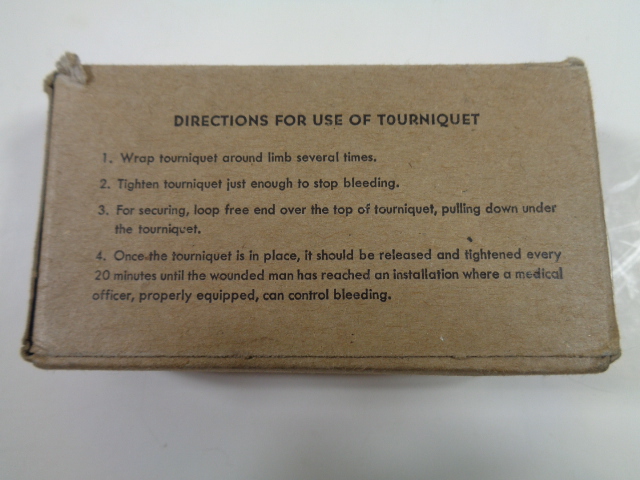 DIRECTIONS FOR USE OF TOURNIQUET
1. Wrap tourniquet around limb several times.
2. Tighten tourniquet just enough to stop bleeding.
3. For securing, loop free end over the top of tourniquet, pulling down under
the tourniquet.
4. Once the tourniquet is in place, it should be released and tightened every
20 minutes until the wounded man has reached an installation where a medical
officer, properly equipped, can control bleeding.